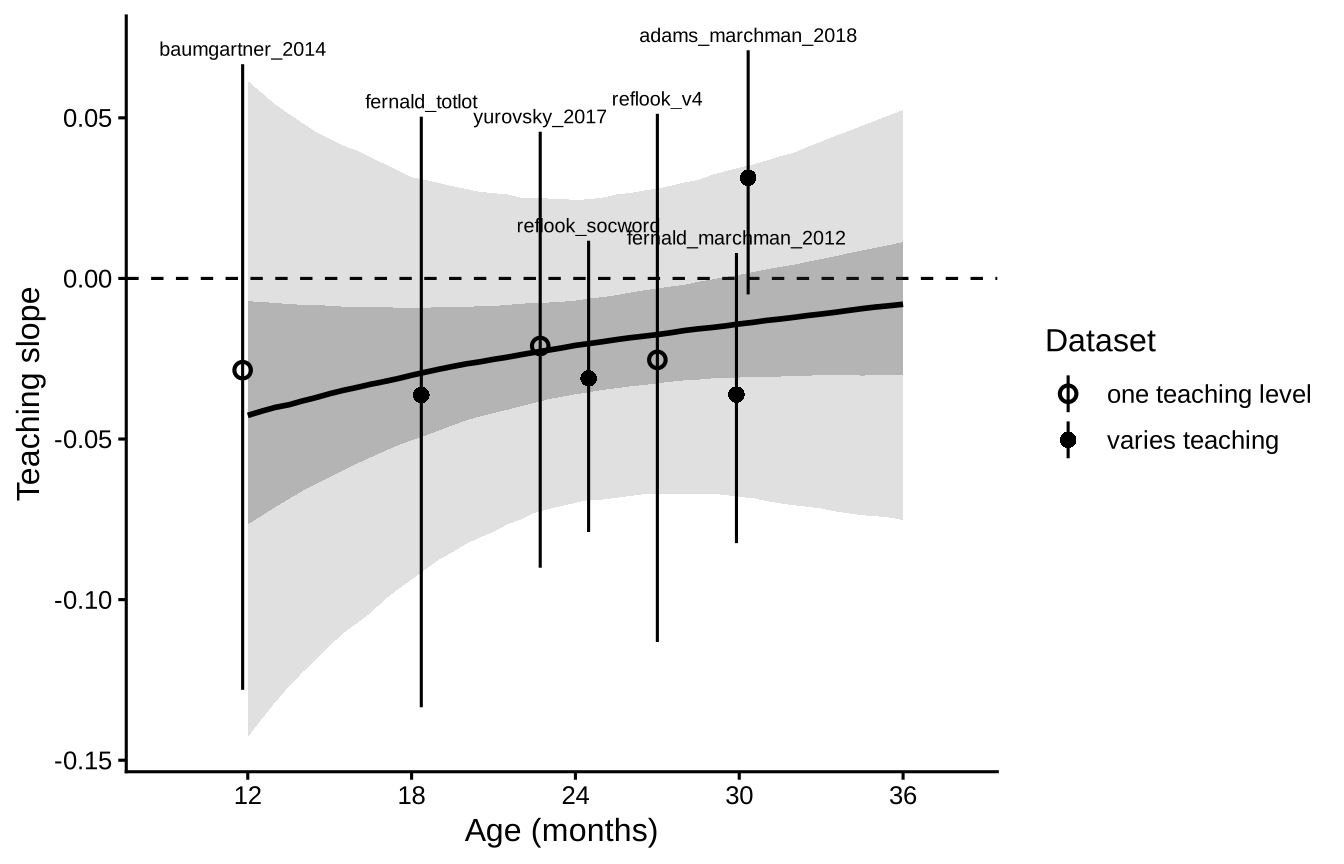 adams_marchman_2018
baumgartner_2014
reflook_v4
fernald_totlot
yurovsky_2017
reflook_socword
fernald_marchman_2012
0.05
0.00
-0.05
-0.10
-0.15
Teaching slope
12
18
24
30
36
Age (months)
Dataset
one teaching level
varies teaching